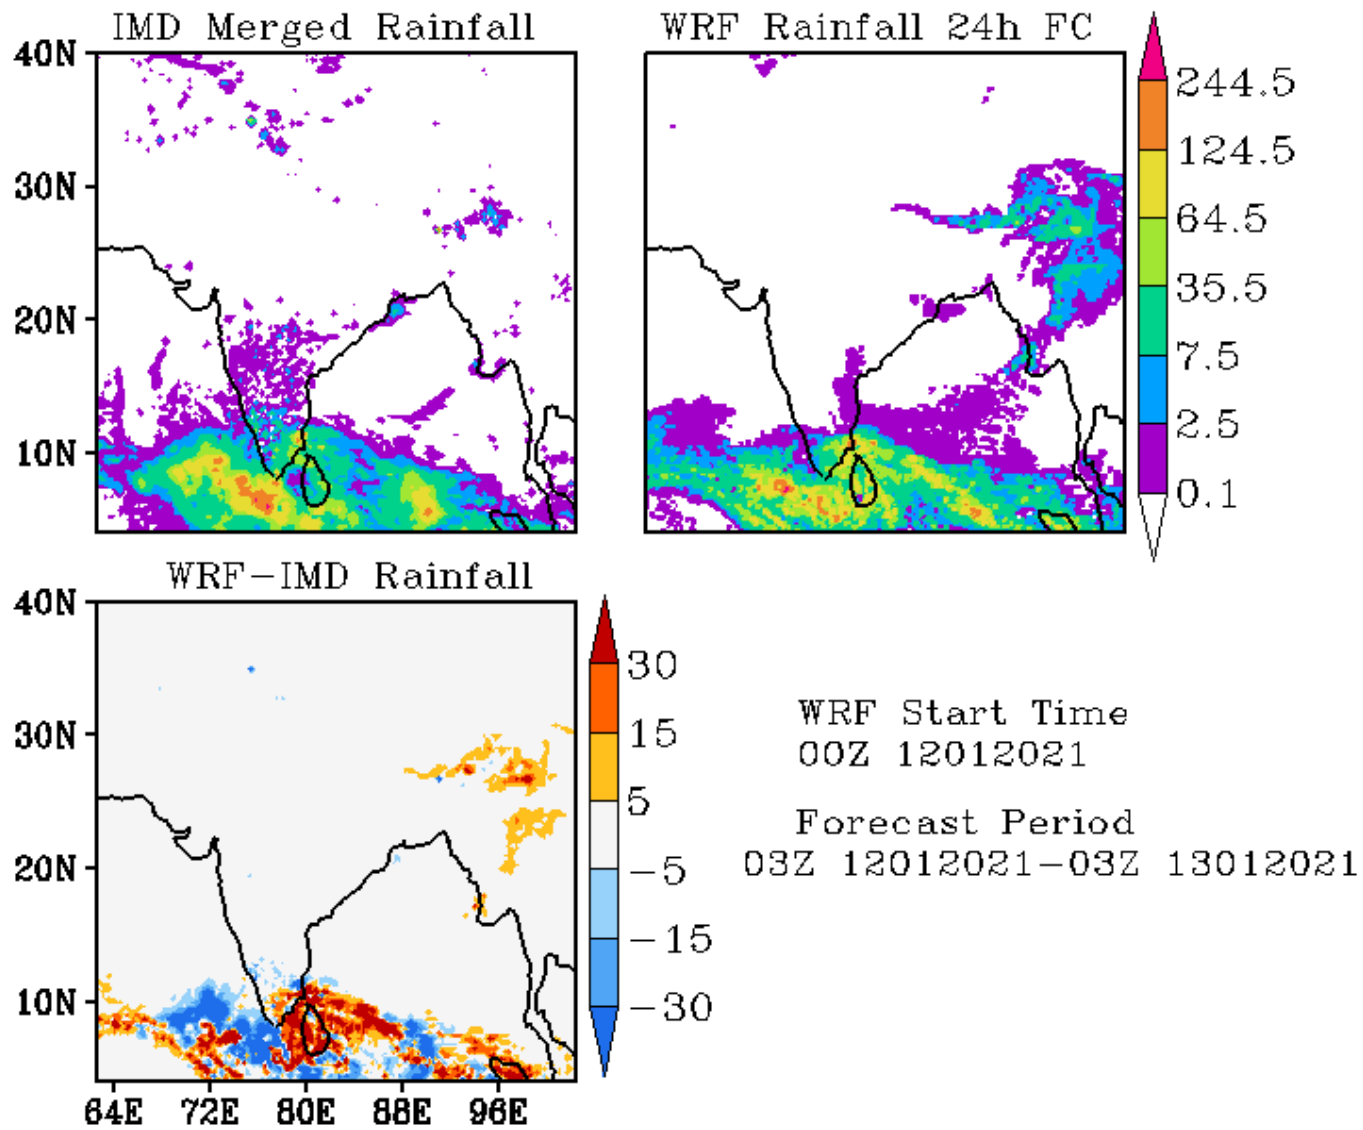 IMD Merged Rainfall
WRF Rainfall 24h FC
40N
30N
20N
10N
244.5
124.5
64.5
35.5
7.5
2.5
0.1
WRF-IMD Rainfall
40N
30N
20N
10N
64E 72E 80E 88E 96E
30
15
5
-5
-15
-30
WRF Start Time
00Z 12012021
Forecast Period
03Z 12012021-03Z 13012021